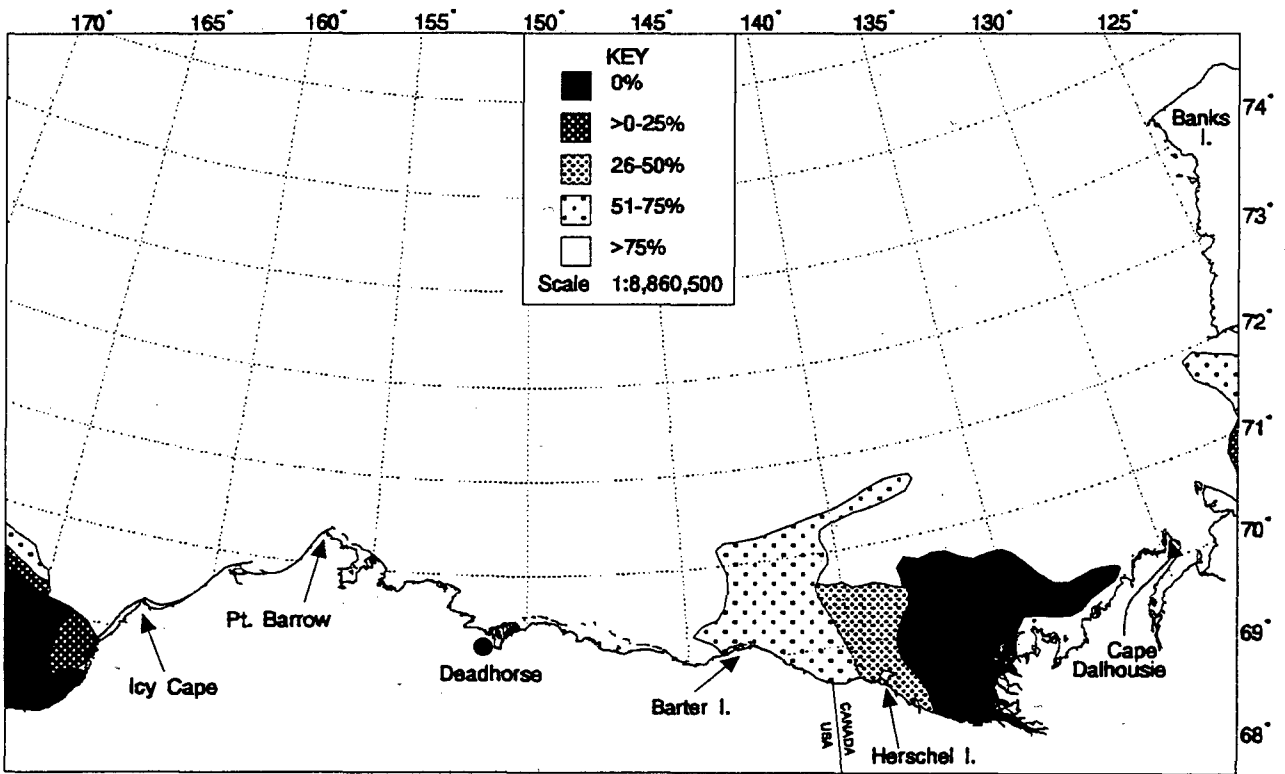 170° 165° 160° 155° 150° 145° 140° 135° 130° 125°
KEY
0%
>0-25%
26-50%
51-75%
>75%
Scale 1:8,860,500
Banks
I.
74°
73°
72°
71°
70°
69°
68°
Icy Cape
Pt. Barrow
Deadhorse
Barter I.
USA
CANADA
Herschel I.
Cape
Dalhousie